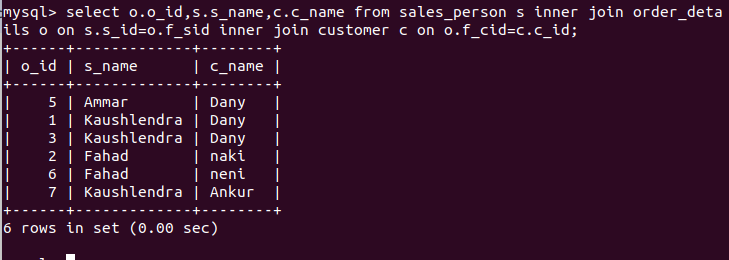 mysql> select o.o_id,s.s_name,c.c_name from sales_person s inner join order_deta
ils o on s.s_id=o.f_sid inner join customer c on o.f_cid=c.c_id;
+------+-------------+--------+
| o_id | s_name      | c_name |
+------+-------------+--------+
|    5 | Ammar       | Dany   |
|    1 | Kaushlendra | Dany   |
|    3 | Kaushlendra | Dany   |
|    2 | Fahad       | naki   |
|    6 | Fahad       | neni   |
|    7 | Kaushlendra | Ankur  |
+------+-------------+--------+
6 rows in set (0.00 sec)